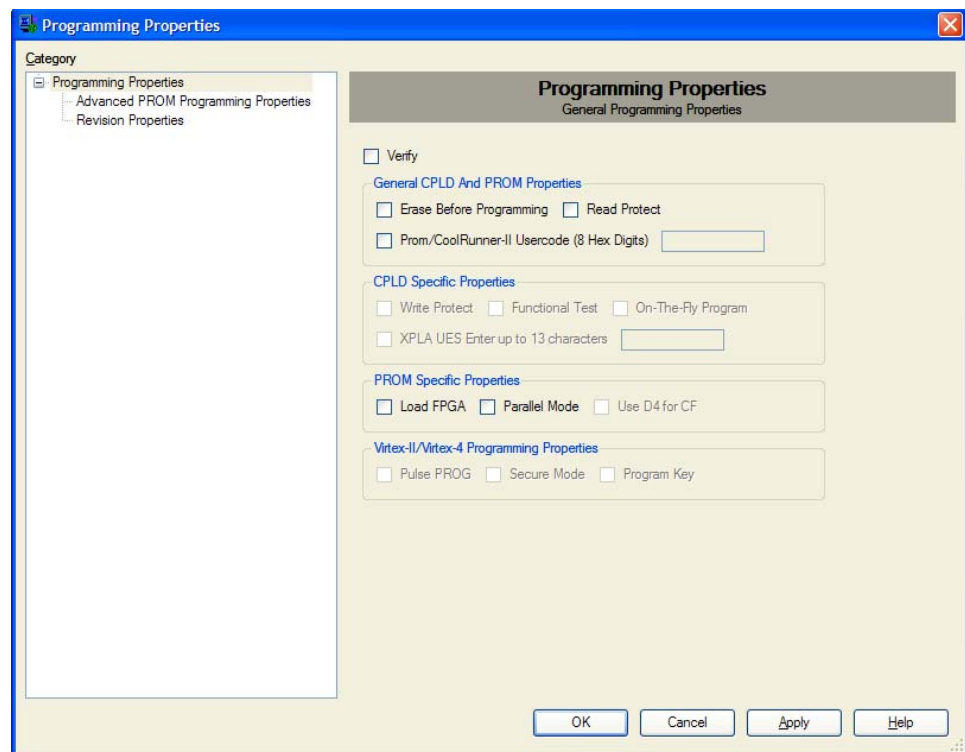 Programming Properties
Category
Programming Properties
Advanced PROM Programming Properties
Revision Properties
Programming Properties
General Programming Properties
Verify
General CPLD And PROM Properties
Erase Before Programming Read Protect
Prom/CoolRunner-II Usercode (8 Hex Digits)
CPLD Specific Properties
Write Protect Functional Test On-The-Fly Program
XPLA UES Enter up to 13 characters
PROM Specific Properties
Load FPGA Parallel Mode Use D4 for CF
Virtex-II/Virtex-4 Programming Properties
Pulse PROG Secure Mode Program Key
OK Cancel Apply Help